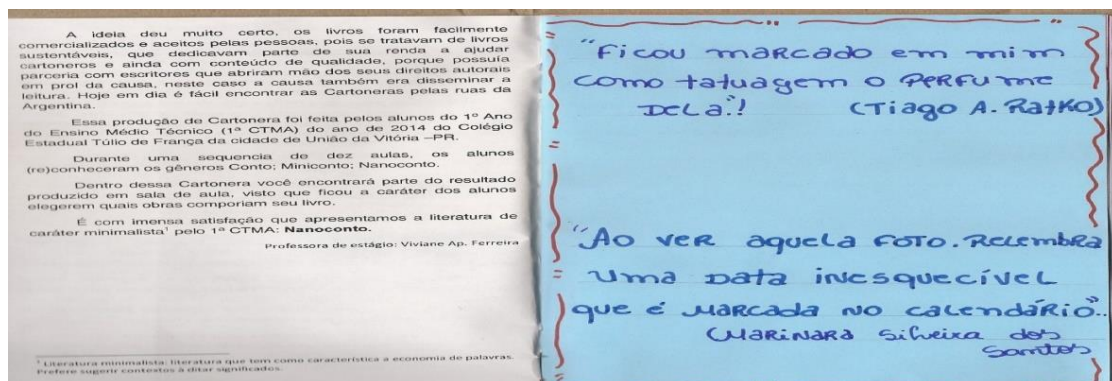 A ideia deu muito certo, os livros foram facilmente
comercializados e aceitos pelas pessoas, pois se tratavam de livros
sustentáveis, que dedicavam parte de sua renda a ajudar
cartoneros e ainda com conteúdo de qualidade, porque possuía
parceria com escritores que abriram mão dos seus direitos autorais
em prol da causa, neste caso a causa também era disseminar a
leitura. Hoje em dia é fácil encontrar as Cartoneras pelas ruas da
Argentina.
Essa produção de Cartonera foi feita pelos alunos do 1º Ano
do Ensino Médio Técnico (1ª CTMA) do ano de 2014 do Colégio
Estadual Túlio de França da cidade de União da Vitória –PR.
Durante uma sequencia de dez aulas, os alunos
(re)conheceram os gêneros Conto; Miniconto; Nanoconto.
Dentro dessa Cartonera você encontrará parte do resultado
produzido em sala de aula, visto que ficou a caráter dos alunos
elegerem quais obras comporiam seu livro.
É com imensa satisfação que apresentamos a literatura de
caráter minimalista¹ pelo 1ª CTMA: Nanoconto.
Professora de estágio: Viviane Ap. Ferreira
¹ Literatura minimalista: literatura que tem como característica a economia de palavras.
Prefere sugerir contextos à ditar significados.
"Ficou marcado em mim
como tatuagem o perfume
dela"!   (Tiago A. Ratko)
"Ao ver aquela foto. Relembra
uma data inesquecível
que é marcada no calendário"..
(Marinara Silveira dos
Santos